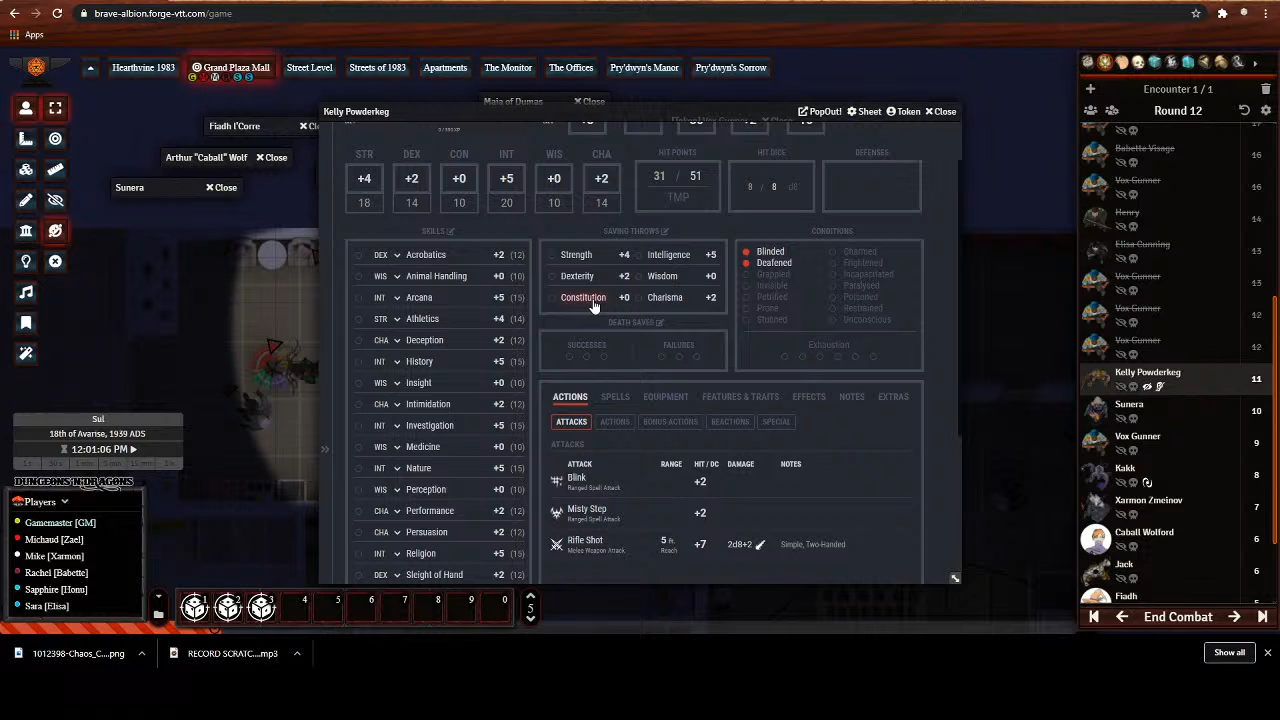 brave-albion.forge-vtt.com/game
Apps
Hearthvine 1983
Grand Plaza Mall
Street Level
Streets of 1983
Apartments
The Monitor
The Offices
Pry'dwyn's Manor
Pry'dwyn's Sorrow
Maia of Dumas
Close
Kelly Powderkeg
PopOut!
Sheet
Token
Close
Fiadh l'Corre
Arthur "Caball" Wolf
Close
Sunera
Close
STR DEX CON INT WIS CHA
+4 +2 +0 +5 +0 +2
18 14 10 20 10 14
HIT POINTS
31 / 51
TMP
HIT DICE
8 / 8 d8
DEFENSES
SKILLS
DEX Acrobatics +2 (12)
WIS Animal Handling +0 (10)
INT Arcana +5 (15)
STR Athletics +4 (14)
CHA Deception +2 (12)
INT History +5 (15)
WIS Insight +0 (10)
CHA Intimidation +2 (12)
INT Investigation +5 (15)
WIS Medicine +0 (10)
INT Nature +5 (15)
WIS Perception +0 (10)
CHA Performance +2 (12)
CHA Persuasion +2 (12)
INT Religion +5 (15)
DEX Sleight of Hand +2 (12)
SAVING THROWS
Strength +4 Intelligence +5
Dexterity +2 Wisdom +0
Constitution +0 Charisma +2
DEATH SAVES
SUCCESSES FAILURES
CONDITIONS
Blinded Charmed
Deafened Frightened
Grappled Incapacitated
Invisible Paralysed
Petrified Poisoned
Prone Restrained
Stunned Unconscious
Exhaustion
ACTIONS SPELLS EQUIPMENT FEATURES & TRAITS EFFECTS NOTES EXTRAS
ATTACKS ACTIONS BONUS ACTIONS REACTIONS SPECIAL
ATTACKS
ATTACK RANGE HIT / DC DAMAGE NOTES
Blink +2
Ranged Spell Attack
Misty Step +2
Ranged Spell Attack
Rifle Shot 5 ft. +7 2d8+2 Simple, Two-Handed
Melee Weapon Attack Reach
Encounter 1 / 1
Round 12
17
Babette Visage 16
Vox Gunner 16
Henry 14
Elisa Cunning 13
Vox Gunner 12
Vox Gunner 12
Vox Gunner 12
Kelly Powderkeg 11
Sunera 10
Vox Gunner 9
Kakk 8
Xarmon Zmeinov 7
Caball Wolford 6
Jack 6
Fiadh
End Combat
Sul
18th of Avarise, 1939 ADS
12:01:06 PM
DUNGEONS & DRAGONS
Players
Gamemaster [GM]
Michaud [Zael]
Mike [Xarmon]
Rachel [Babette]
Sapphire [Honu]
Sara [Elisa]
1 2 3 4 5 6 7 8 9 0
5
1012398-Chaos_C....png
RECORD SCRATC....mp3
Show all